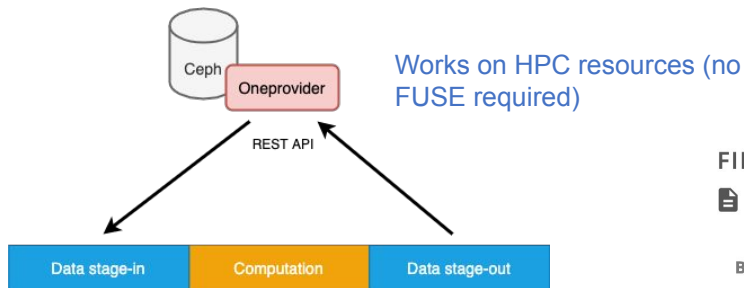 Ceph
Oneprovider
Works on HPC resources (no
FUSE required)
REST API
Data stage-in
Computation
Data stage-out